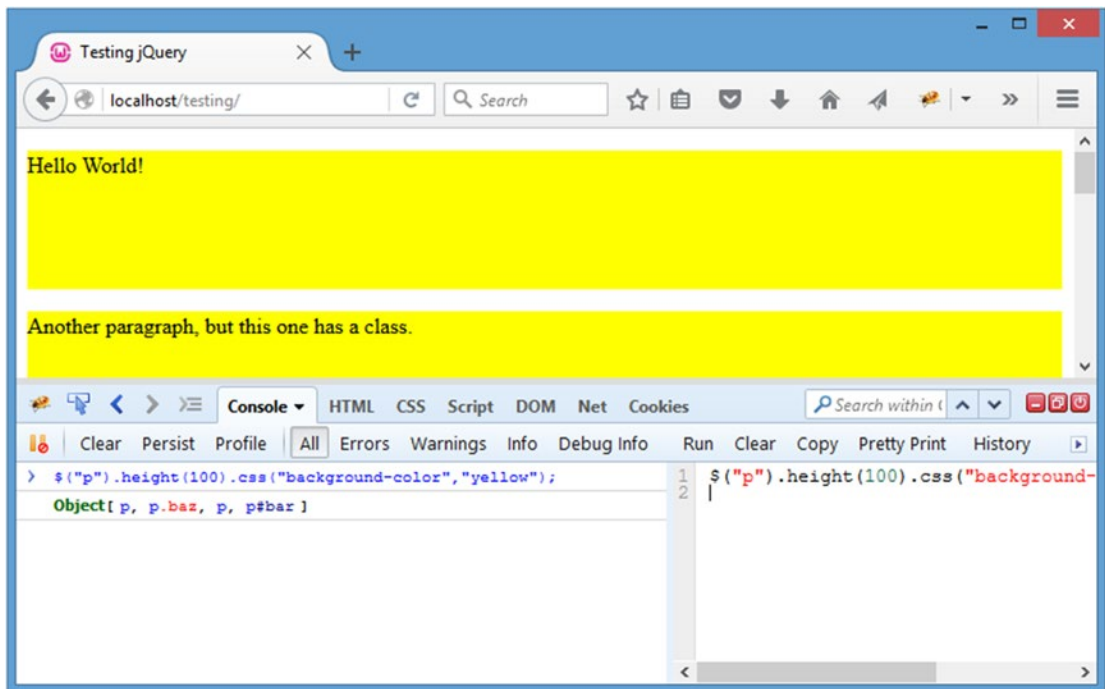 Testing jQuery
localhost/testing/
Search
Hello World!
Another paragraph, but this one has a class.
Console HTML CSS Script DOM Net Cookies
Search within
Clear Persist Profile All Errors Warnings Info Debug Info
Run Clear Copy Pretty Print History
> $("p").height(100).css("background-color","yellow");
Object[ p, p.baz, p, p#bar ]
1 $("p").height(100).css("background-
2